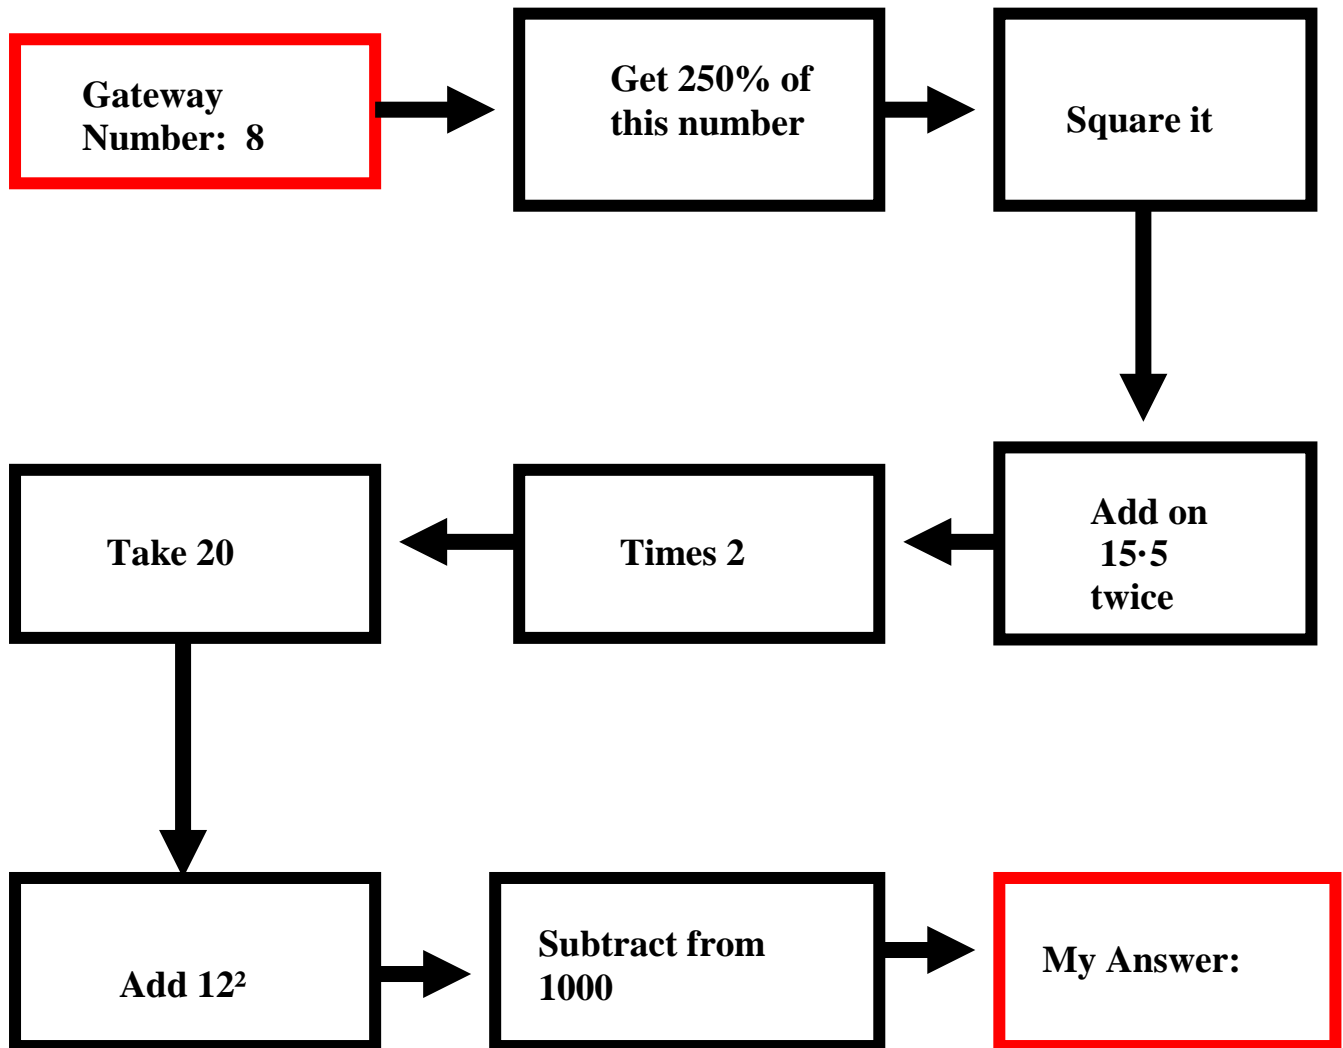 Gateway
Number: 8
Get 250% of
this number
Square it
Add on
15·5
twice
Times 2
Take 20
Add 12²
Subtract from
1000
My Answer: